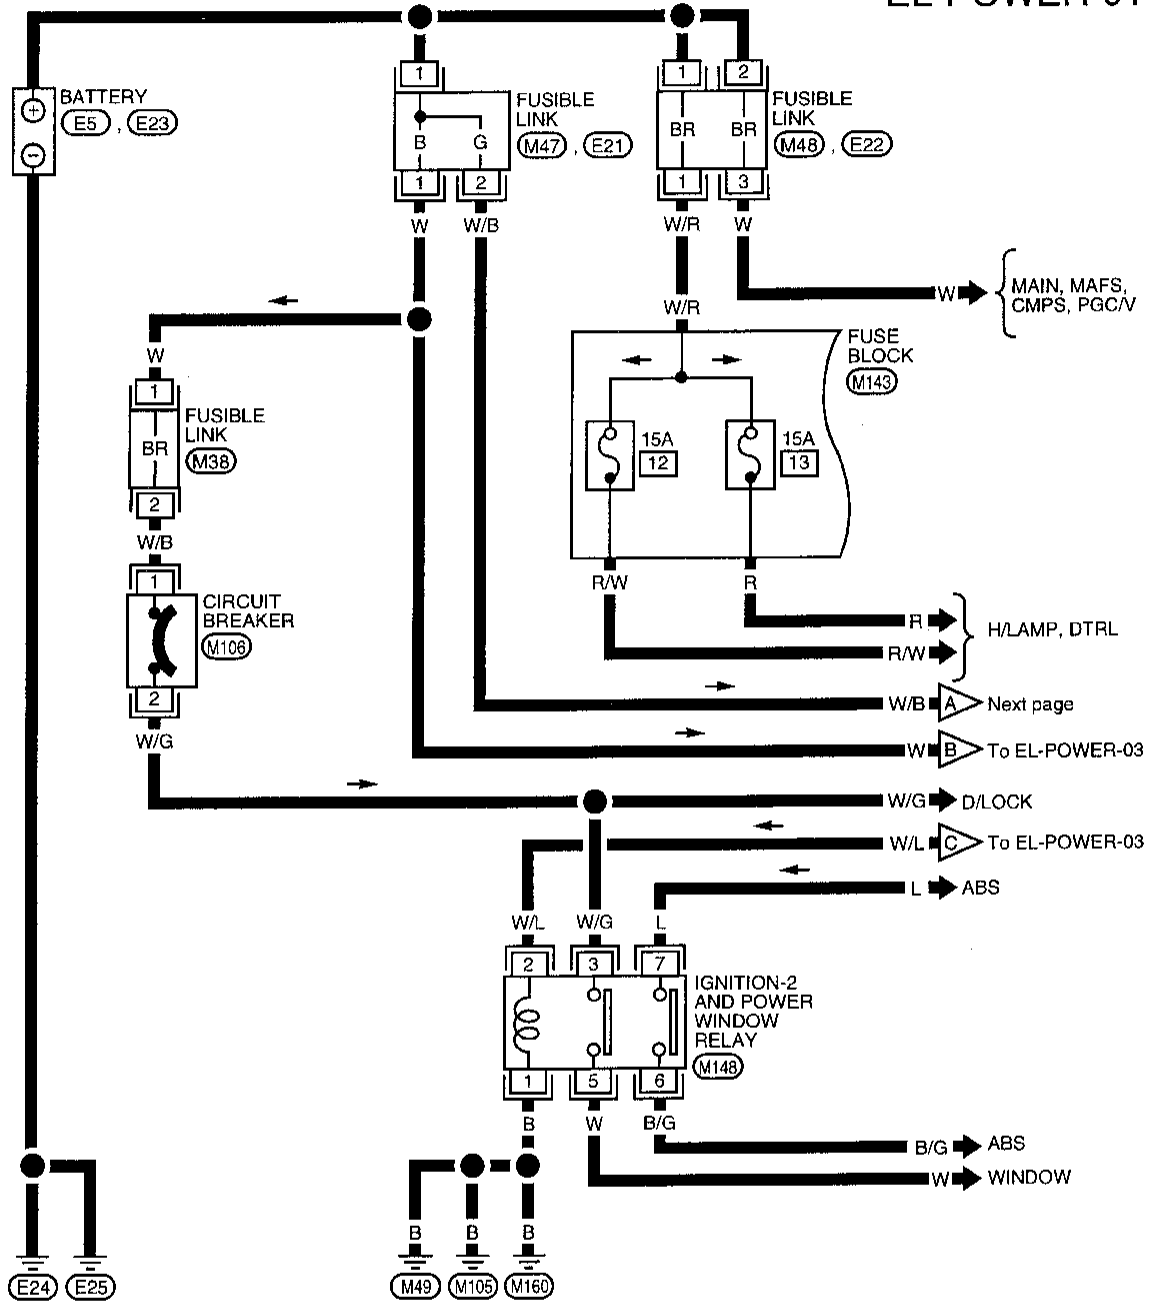 1
1
2
BATTERY
E5 , E23
+
−
FUSIBLE
LINK
M47 , E21
B
G
1
2
FUSIBLE
LINK
M48 , E22
BR
BR
1
3
W
W/B
W/R
W
W/R
W
MAIN, MAFS,
CMPS, PGC/V
W
1
FUSIBLE
LINK
M38
BR
2
W/B
FUSE
BLOCK
M143
15A
12
15A
13
R/W
R
1
CIRCUIT
BREAKER
M106
2
W/G
R
R/W
H/LAMP, DTRL
W/B
A
Next page
W
B
To EL-POWER-03
W/G
D/LOCK
W/L
C
To EL-POWER-03
L
ABS
W/L
W/G
L
2
3
7
IGNITION-2
AND POWER
WINDOW
RELAY
M148
1
5
6
B
W
B/G
B/G
ABS
W
WINDOW
B
B
B
E24
E25
M49
M105
M160